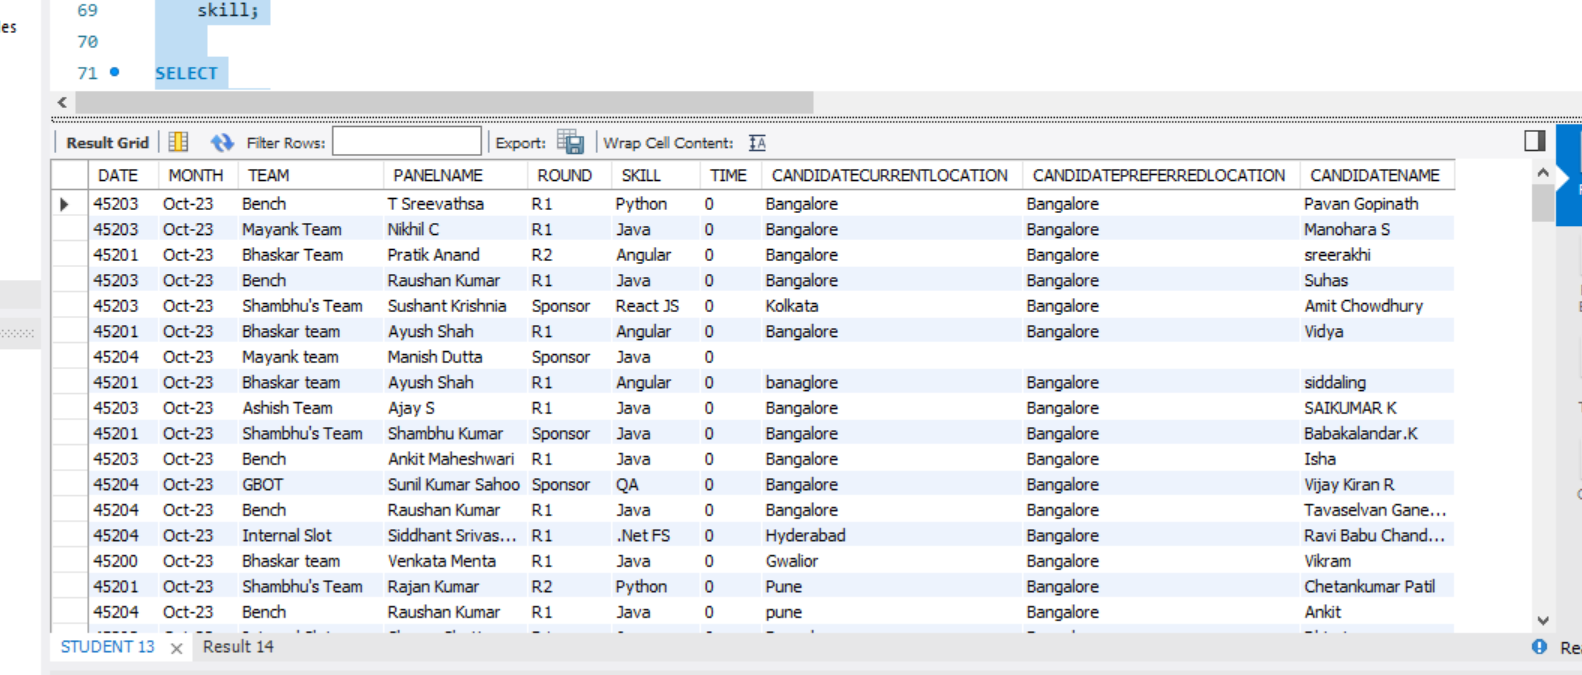 69 skill;
70
71 SELECT
Result Grid Filter Rows: Export: Wrap Cell Content: IA
DATE MONTH TEAM PANELNAME ROUND SKILL TIME CANDIDATECURRENTLOCATION CANDIDATEPREFERREDLOCATION CANDIDATENAME
45203 Oct-23 Bench T Sreevathsa R1 Python 0 Bangalore Bangalore Pavan Gopinath
45203 Oct-23 Mayank Team Nikhil C R1 Java 0 Bangalore Bangalore Manohara S
45201 Oct-23 Bhaskar Team Pratik Anand R2 Angular 0 Bangalore Bangalore sreerakhi
45203 Oct-23 Bench Raushan Kumar R1 Java 0 Bangalore Bangalore Suhas
45203 Oct-23 Shambhu's Team Sushant Krishnia Sponsor React JS 0 Kolkata Bangalore Amit Chowdhury
45201 Oct-23 Bhaskar team Ayush Shah R1 Angular 0 Bangalore Bangalore Vidya
45204 Oct-23 Mayank team Manish Dutta Sponsor Java 0
45201 Oct-23 Bhaskar team Ayush Shah R1 Angular 0 banaglore Bangalore siddaling
45203 Oct-23 Ashish Team Ajay S R1 Java 0 Bangalore Bangalore SAIKUMAR K
45201 Oct-23 Shambhu's Team Shambhu Kumar Sponsor Java 0 Bangalore Bangalore Babakalandar.K
45203 Oct-23 Bench Ankit Maheshwari R1 Java 0 Bangalore Bangalore Isha
45204 Oct-23 GBOT Sunil Kumar Sahoo Sponsor QA 0 Bangalore Bangalore Vijay Kiran R
45204 Oct-23 Bench Raushan Kumar R1 Java 0 Bangalore Bangalore Tavaselvan Gane...
45204 Oct-23 Internal Slot Siddhant Srivas... R1 .Net FS 0 Hyderabad Bangalore Ravi Babu Chand...
45200 Oct-23 Bhaskar team Venkata Menta R1 Java 0 Gwalior Bangalore Vikram
45201 Oct-23 Shambhu's Team Rajan Kumar R2 Python 0 Pune Bangalore Chetankumar Patil
45204 Oct-23 Bench Raushan Kumar R1 Java 0 pune Bangalore Ankit
STUDENT 13 Result 14